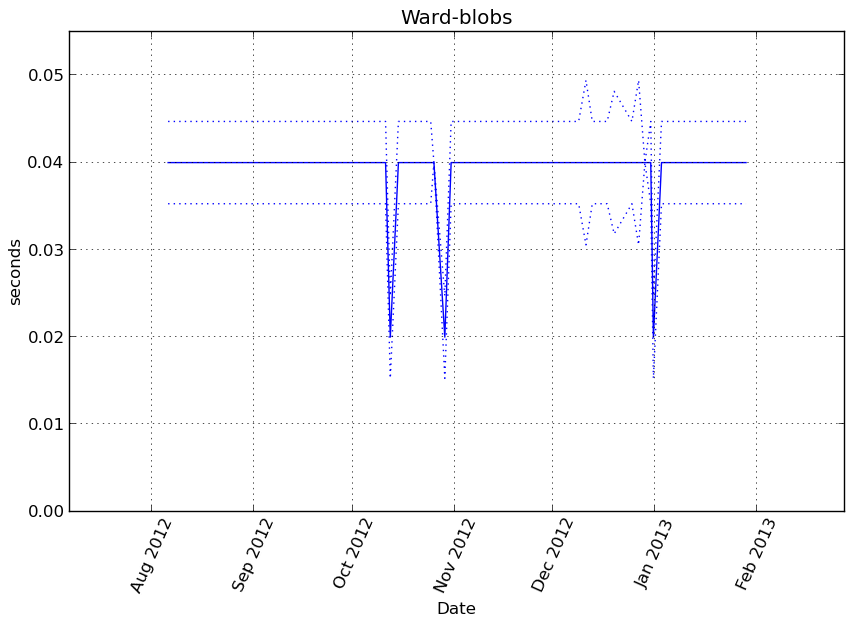 Ward-blobs
seconds
0.05
0.04
0.03
0.02
0.01
0.00
Aug 2012
Sep 2012
Oct 2012
Nov 2012
Dec 2012
Jan 2013
Feb 2013
Date